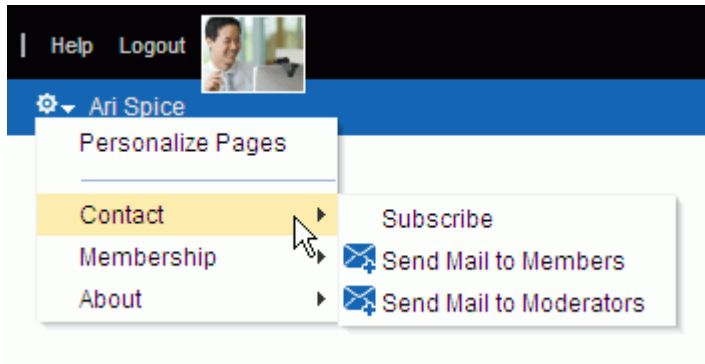 | Help Logout
Ari Spice
Personalize Pages
Contact
Subscribe
Membership
Send Mail to Members
About
Send Mail to Moderators